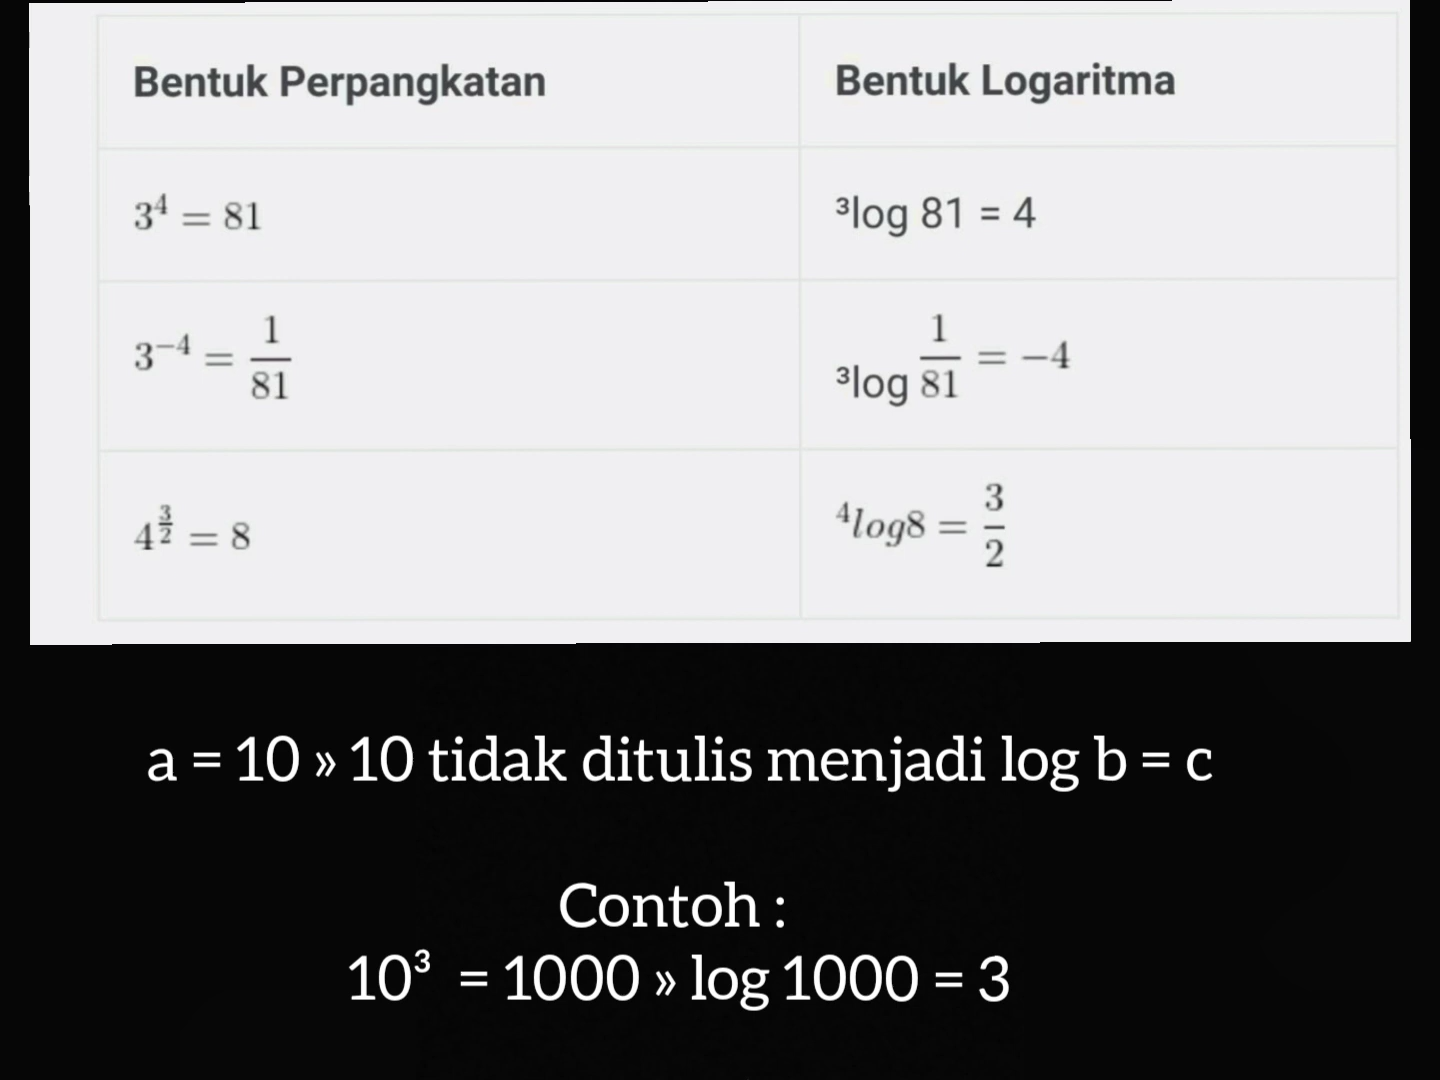 Bentuk Perpangkatan | Bentuk Logaritma
3⁴ = 81 | ³log 81 = 4
3⁻⁴ = 1/81 | ³log 1/81 = −4
4^(3/2) = 8 | ⁴log8 = 3/2
a = 10 » 10 tidak ditulis menjadi log b = c
Contoh :
10³ = 1000 » log 1000 = 3